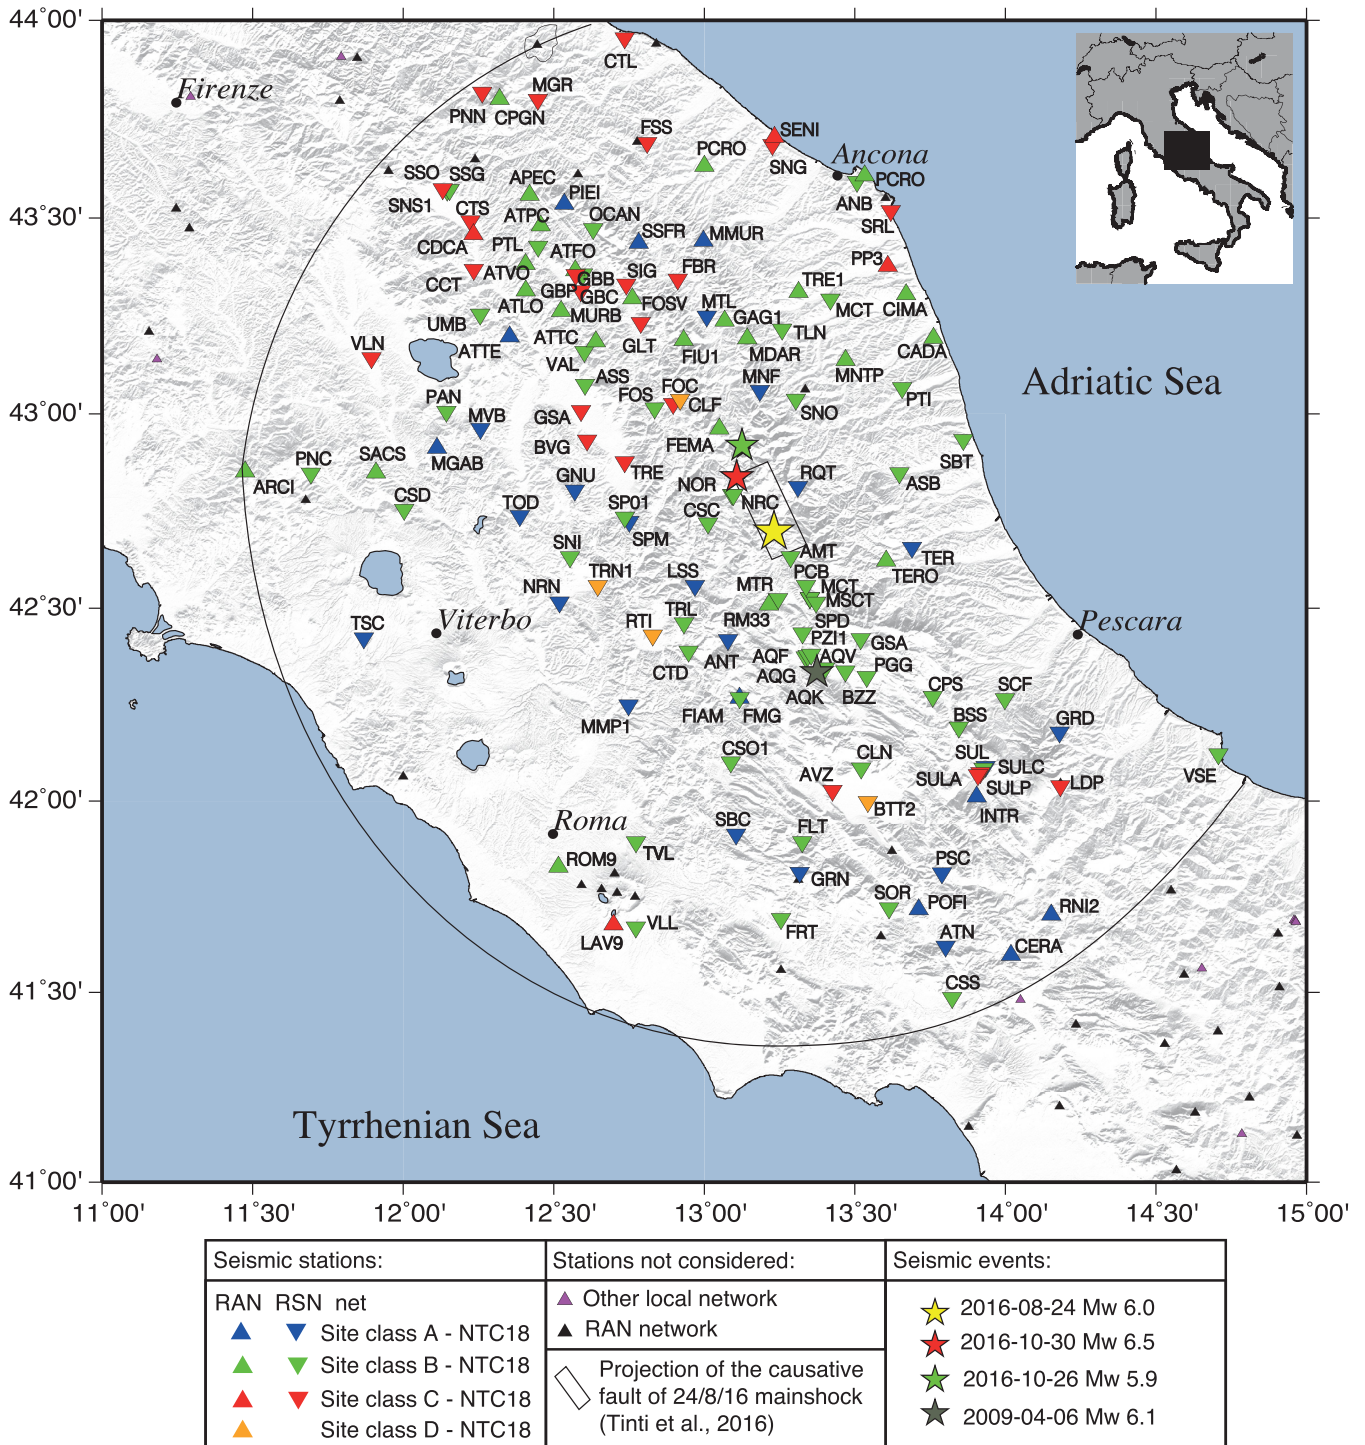 44°00'
43°30'
43°00'
42°30'
42°00'
41°30'
41°00'
11°00'
11°30'
12°00'
12°30'
13°00'
13°30'
14°00'
14°30'
15°00'
Firenze
CTL
MGR
PNN
CPGN
FSS
PCRO
SENI
SNG
Ancona
PCRO
ANB
SRL
SSO
SSG
SNS1
CTS
APEC
PIEI
ATPC
OCAN
CDCA
PTL
ATFO
SSFR
MMUR
CCT
ATVO
GBB
SIG
FBR
PP3
GBP
GBC
FOSV
ATLO
MURB
MTL
TRE1
MCT
CIMA
UMB
GAG1
TLN
VLN
ATTE
ATTC
GLT
FIU1
MDAR
CADA
VAL
MNTP
ASS
FOC
MNF
FOS
CLF
SNO
PTI
PAN
MVB
GSA
FEMA
MGAB
BVG
SBT
Adriatic Sea
ARCI
PNC
SACS
TRE
NOR
RQT
ASB
CSD
GNU
NRC
TOD
SP01
CSC
SPM
SNI
AMT
TER
TERO
TRN1
LSS
PCB
NRN
MTR
MCT
MSCT
TSC
Viterbo
RTI
TRL
RM33
SPD
PZI1
GSA
Pescara
CTD
ANT
AQF
AQV
AQG
PGG
AQK
BZZ
MMP1
FIAM
FMG
CPS
SCF
BSS
GRD
CSO1
CLN
SUL
SULC
SULA
SULP
LDP
VSE
AVZ
BTT2
INTR
Roma
SBC
FLT
TVL
ROM9
GRN
PSC
SOR
POFI
RNI2
LAV9
VLL
FRT
ATN
CERA
CSS
Tyrrhenian Sea
Seismic stations:
RAN RSN net
Site class A - NTC18
Site class B - NTC18
Site class C - NTC18
Site class D - NTC18
Stations not considered:
Other local network
RAN network
Projection of the causative
fault of 24/8/16 mainshock
(Tinti et al., 2016)
Seismic events:
2016-08-24 Mw 6.0
2016-10-30 Mw 6.5
2016-10-26 Mw 5.9
2009-04-06 Mw 6.1